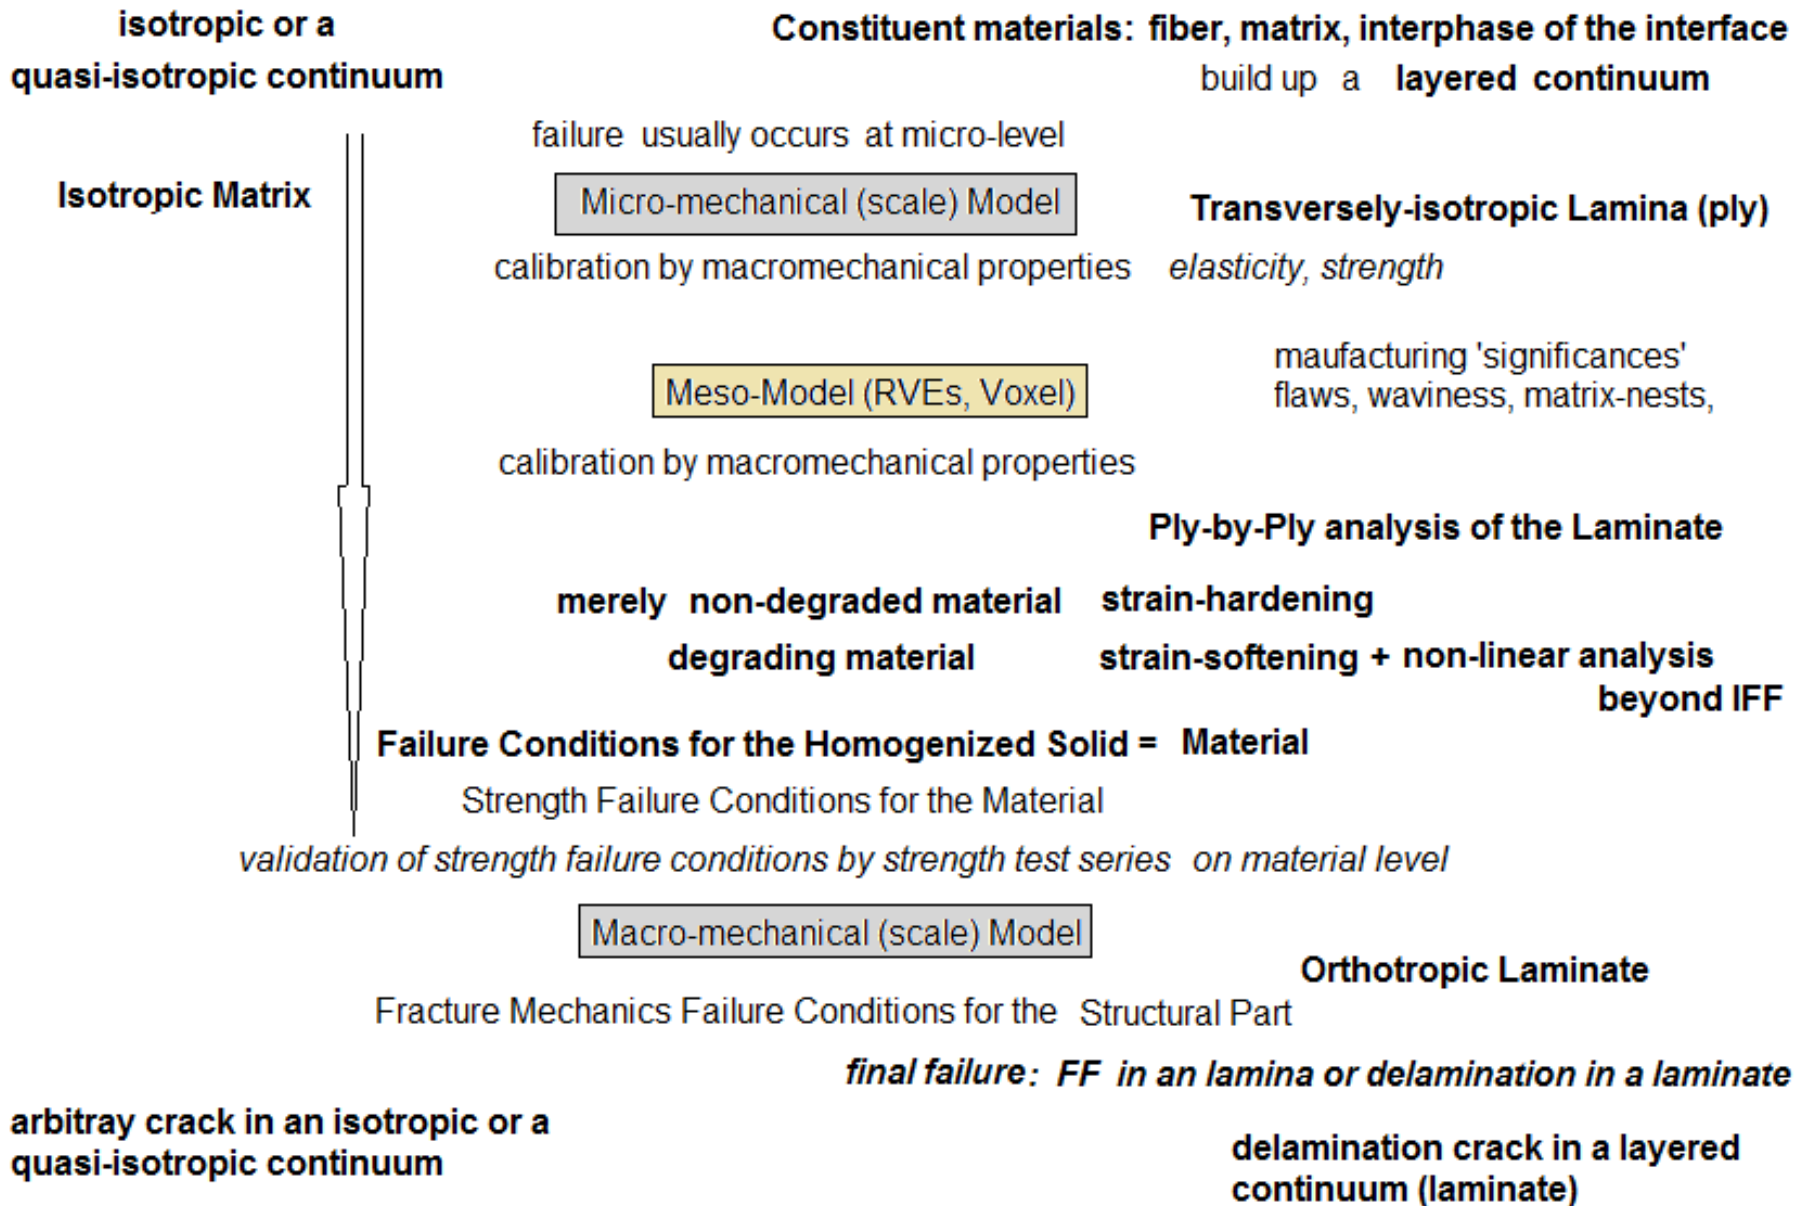 isotropic or a
quasi-isotropic continuum
Constituent materials: fiber, matrix, interphase of the interface
build up a layered continuum
failure usually occurs at micro-level
Isotropic Matrix
Micro-mechanical (scale) Model
Transversely-isotropic Lamina (ply)
calibration by macromechanical properties elasticity, strength
maufacturing 'significances'
flaws, waviness, matrix-nests,
Meso-Model (RVEs, Voxel)
calibration by macromechanical properties
Ply-by-Ply analysis of the Laminate
merely non-degraded material strain-hardening
degrading material strain-softening + non-linear analysis
beyond IFF
Failure Conditions for the Homogenized Solid = Material
Strength Failure Conditions for the Material
validation of strength failure conditions by strength test series on material level
Macro-mechanical (scale) Model
Orthotropic Laminate
Fracture Mechanics Failure Conditions for the Structural Part
final failure: FF in an lamina or delamination in a laminate
arbitray crack in an isotropic or a
quasi-isotropic continuum
delamination crack in a layered
continuum (laminate)